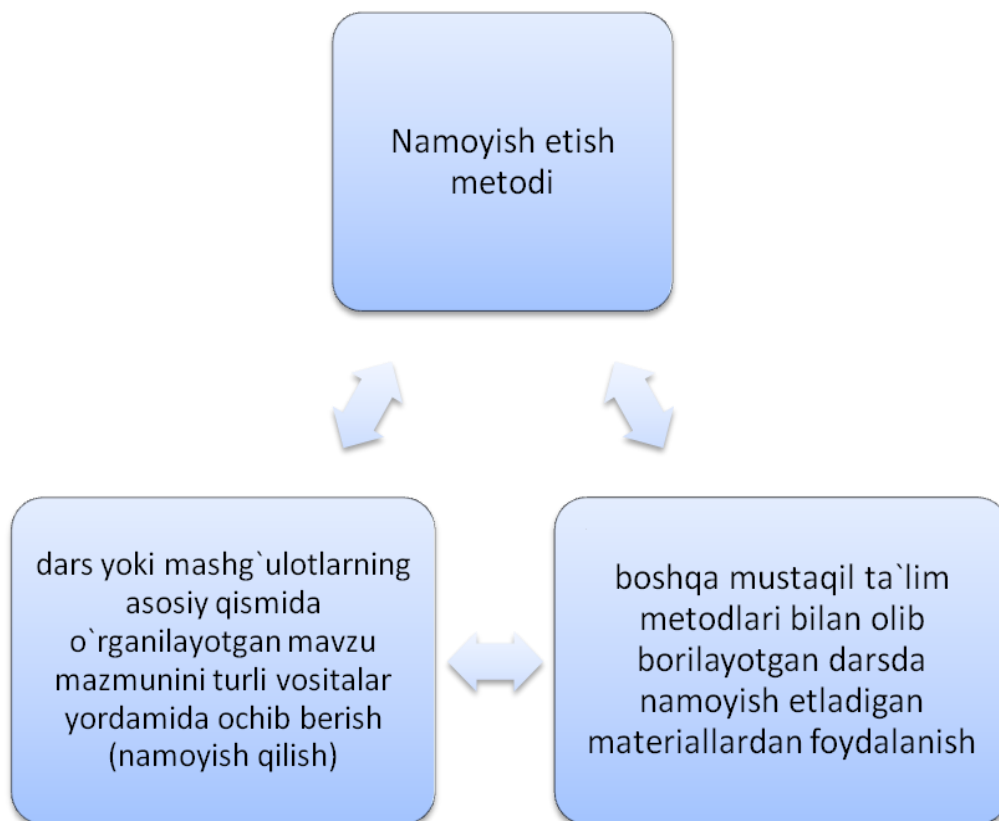 Namoyish etish
metodi
dars yoki mashg`ulotlarning
asosiy qismida
o`rganilayotgan mavzu
mazmunini turli vositalar
yordamida ochib berish
(namoyish qilish)
boshqa mustaqil ta`lim
metodlari bilan olib
borilayotgan darsda
namoyish etladigan
materiallardan foydalanish